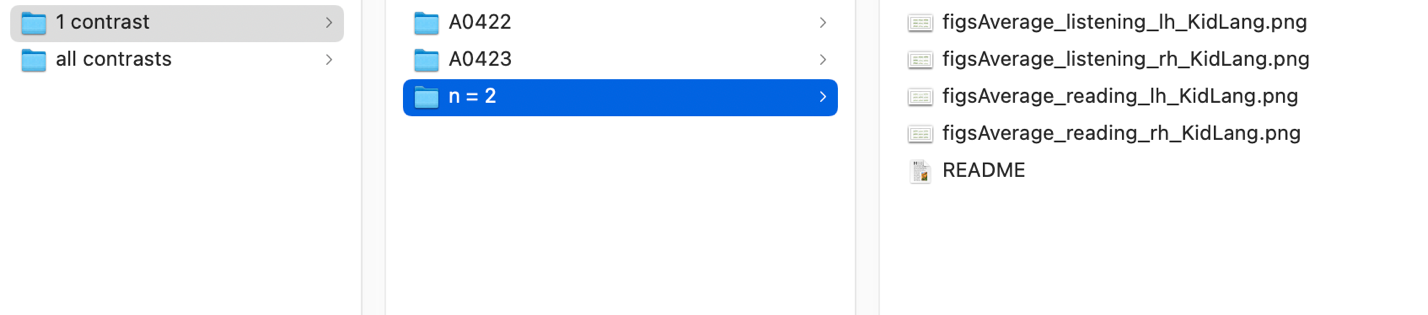 1 contrast
all contrasts
A0422
A0423
n = 2
figsAverage_listening_lh_KidLang.png
figsAverage_listening_rh_KidLang.png
figsAverage_reading_lh_KidLang.png
figsAverage_reading_rh_KidLang.png
README